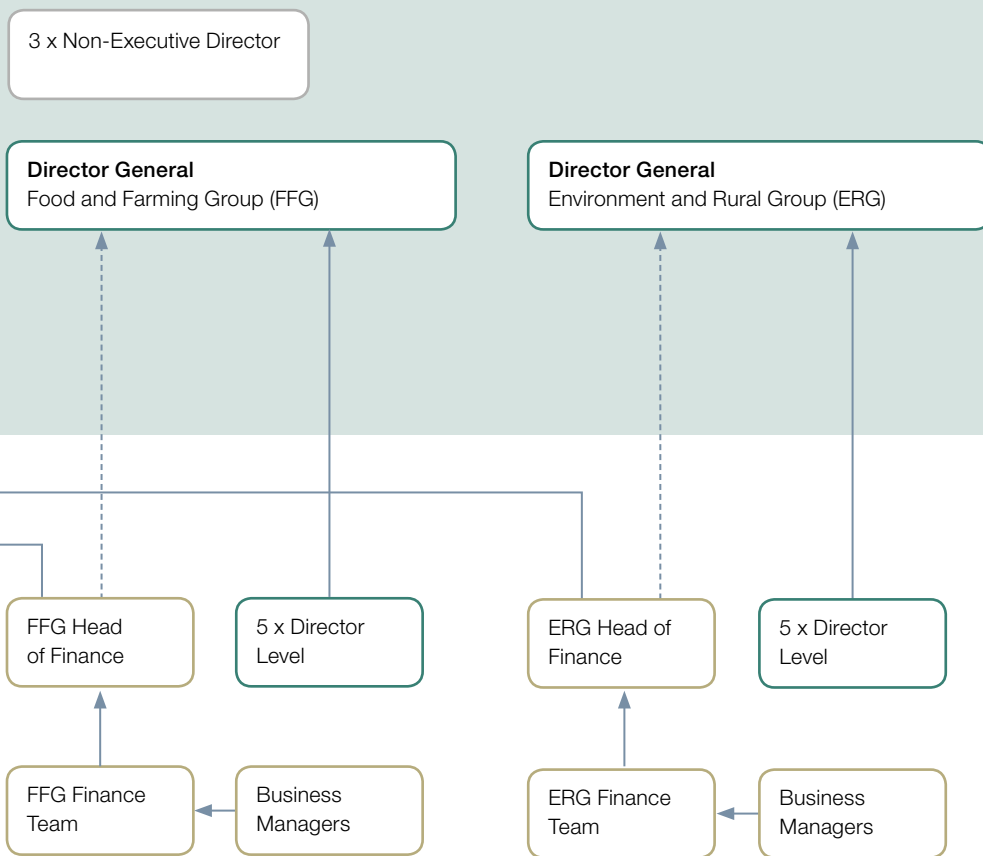 3 x Non-Executive Director
Director General
Food and Farming Group (FFG)
Director General
Environment and Rural Group (ERG)
FFG Head
of Finance
5 x Director
Level
ERG Head of
Finance
5 x Director
Level
FFG Finance
Team
Business
Managers
ERG Finance
Team
Business
Managers